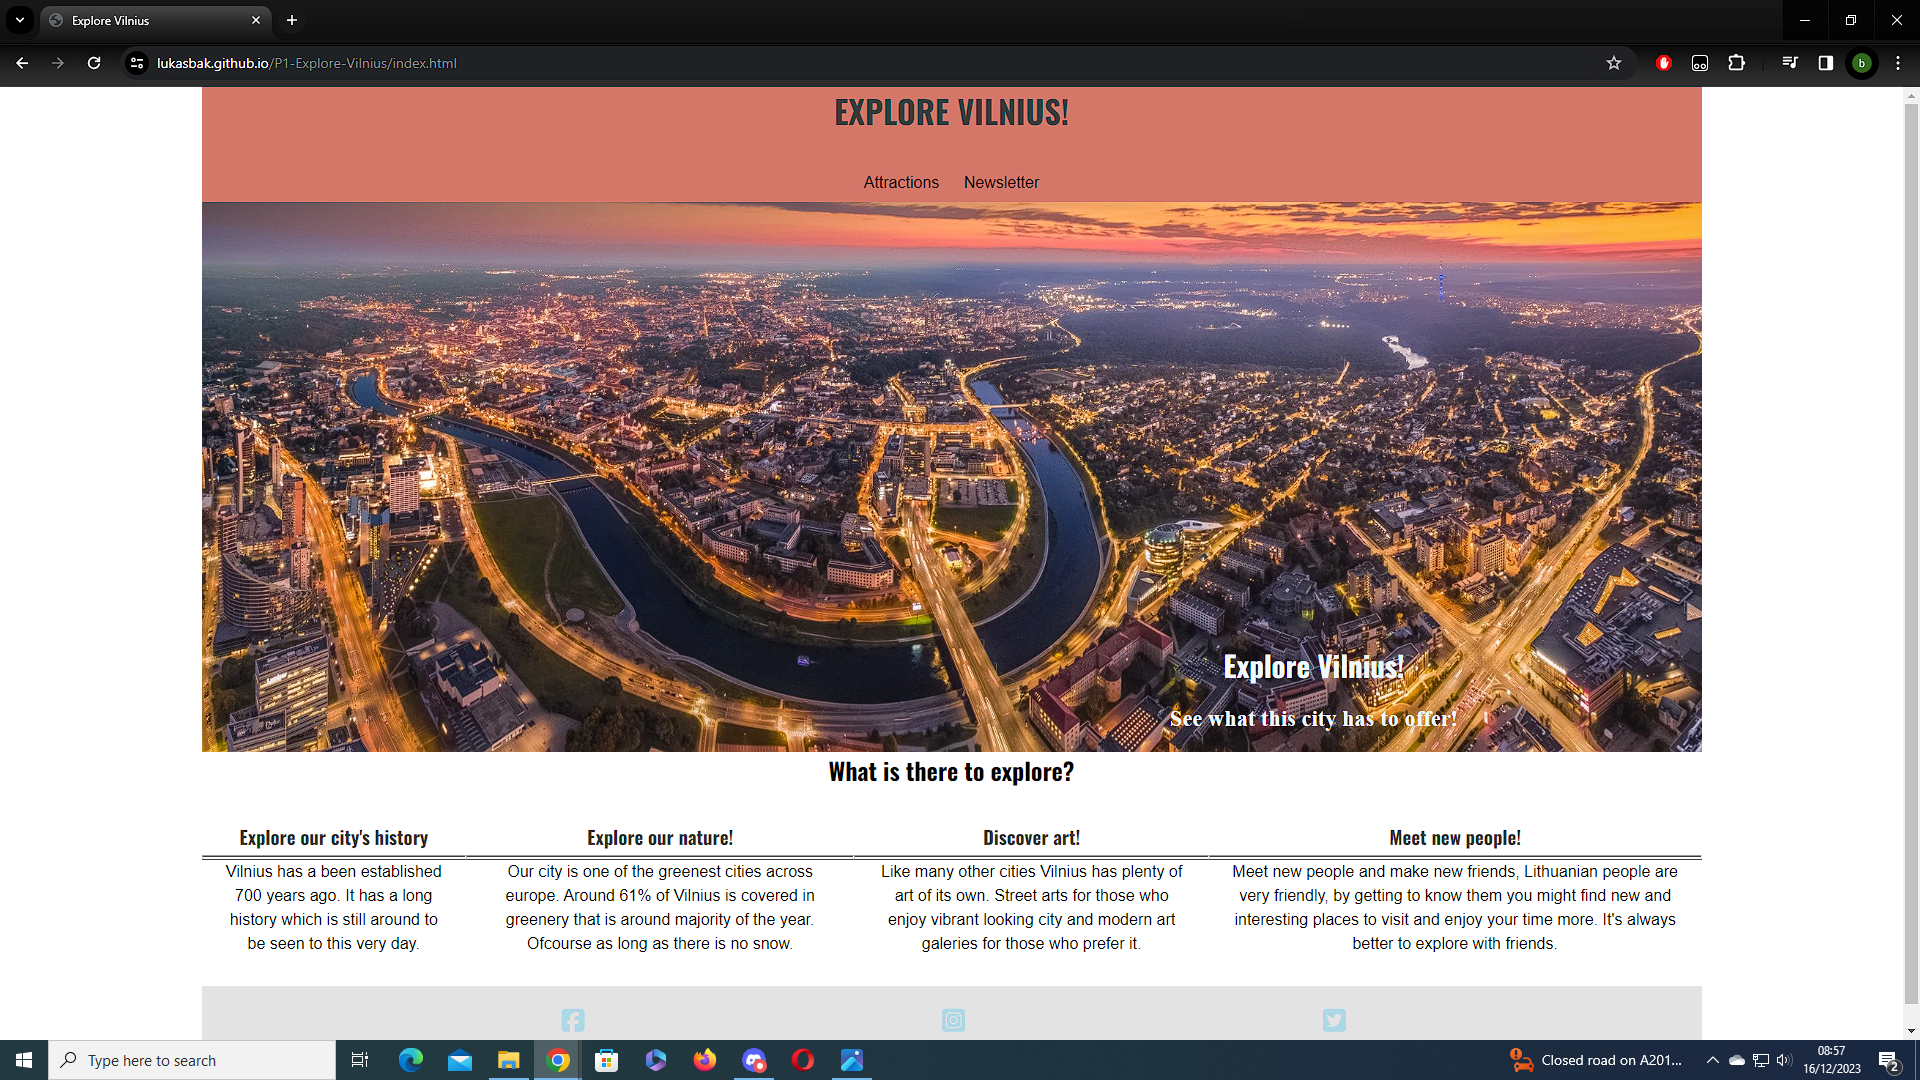 Explore Vilnius
lukasbak.github.io/P1-Explore-Vilnius/index.html
b
EXPLORE VILNIUS!
Attractions Newsletter
Explore Vilnius!
See what this city has to offer!
What is there to explore?
Explore our city's history
Vilnius has a been established
700 years ago. It has a long
history which is still around to
be seen to this very day.
Explore our nature!
Our city is one of the greenest cities across
europe. Around 61% of Vilnius is covered in
greenery that is around majority of the year.
Ofcourse as long as there is no snow.
Discover art!
Like many other cities Vilnius has plenty of
art of its own. Street arts for those who
enjoy vibrant looking city and modern art
galeries for those who prefer it.
Meet new people!
Meet new people and make new friends, Lithuanian people are
very friendly, by getting to know them you might find new and
interesting places to visit and enjoy your time more. It's always
better to explore with friends.
Type here to search
Closed road on A201...
08:57
16/12/2023
2